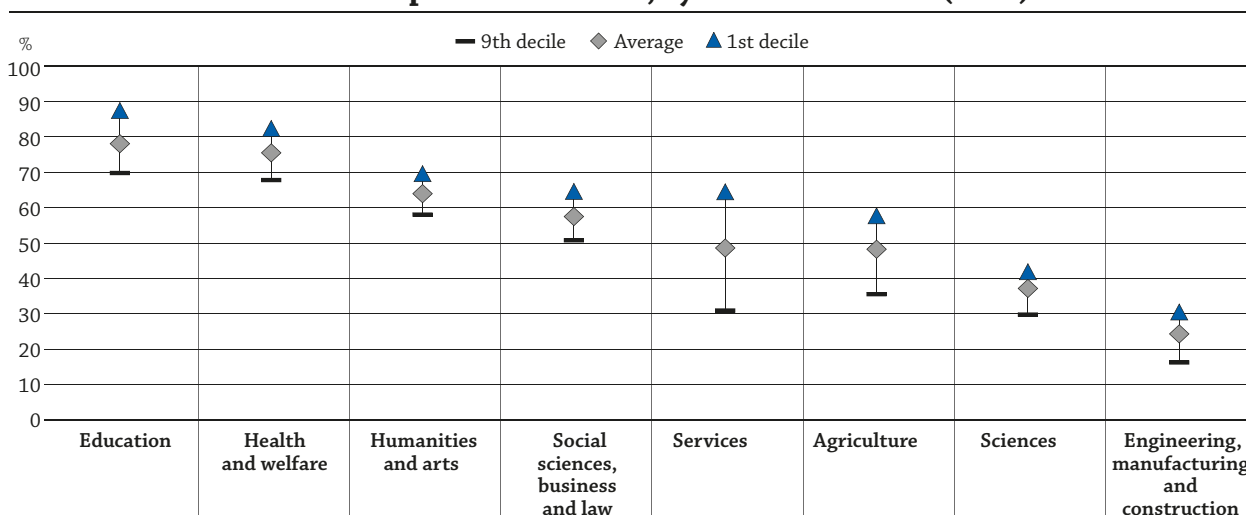 %
9th decile Average 1st decile
100
90
80
70
60
50
40
30
20
10
0
Education
Health
and welfare
Humanities
and arts
Social
sciences,
business
and law
Services
Agriculture
Sciences
Engineering,
manufacturing
and
construction